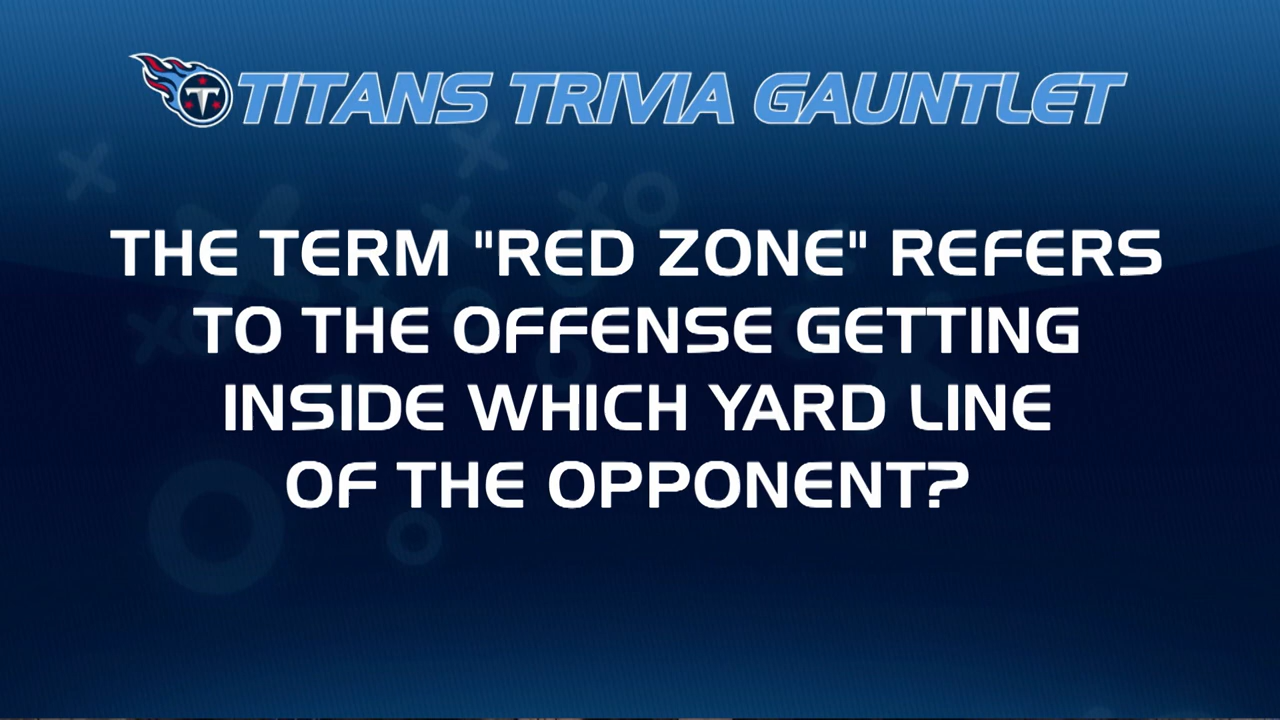 TITANS TRIVIA GAUNTLET
THE TERM "RED ZONE" REFERS
TO THE OFFENSE GETTING
INSIDE WHICH YARD LINE
OF THE OPPONENT?